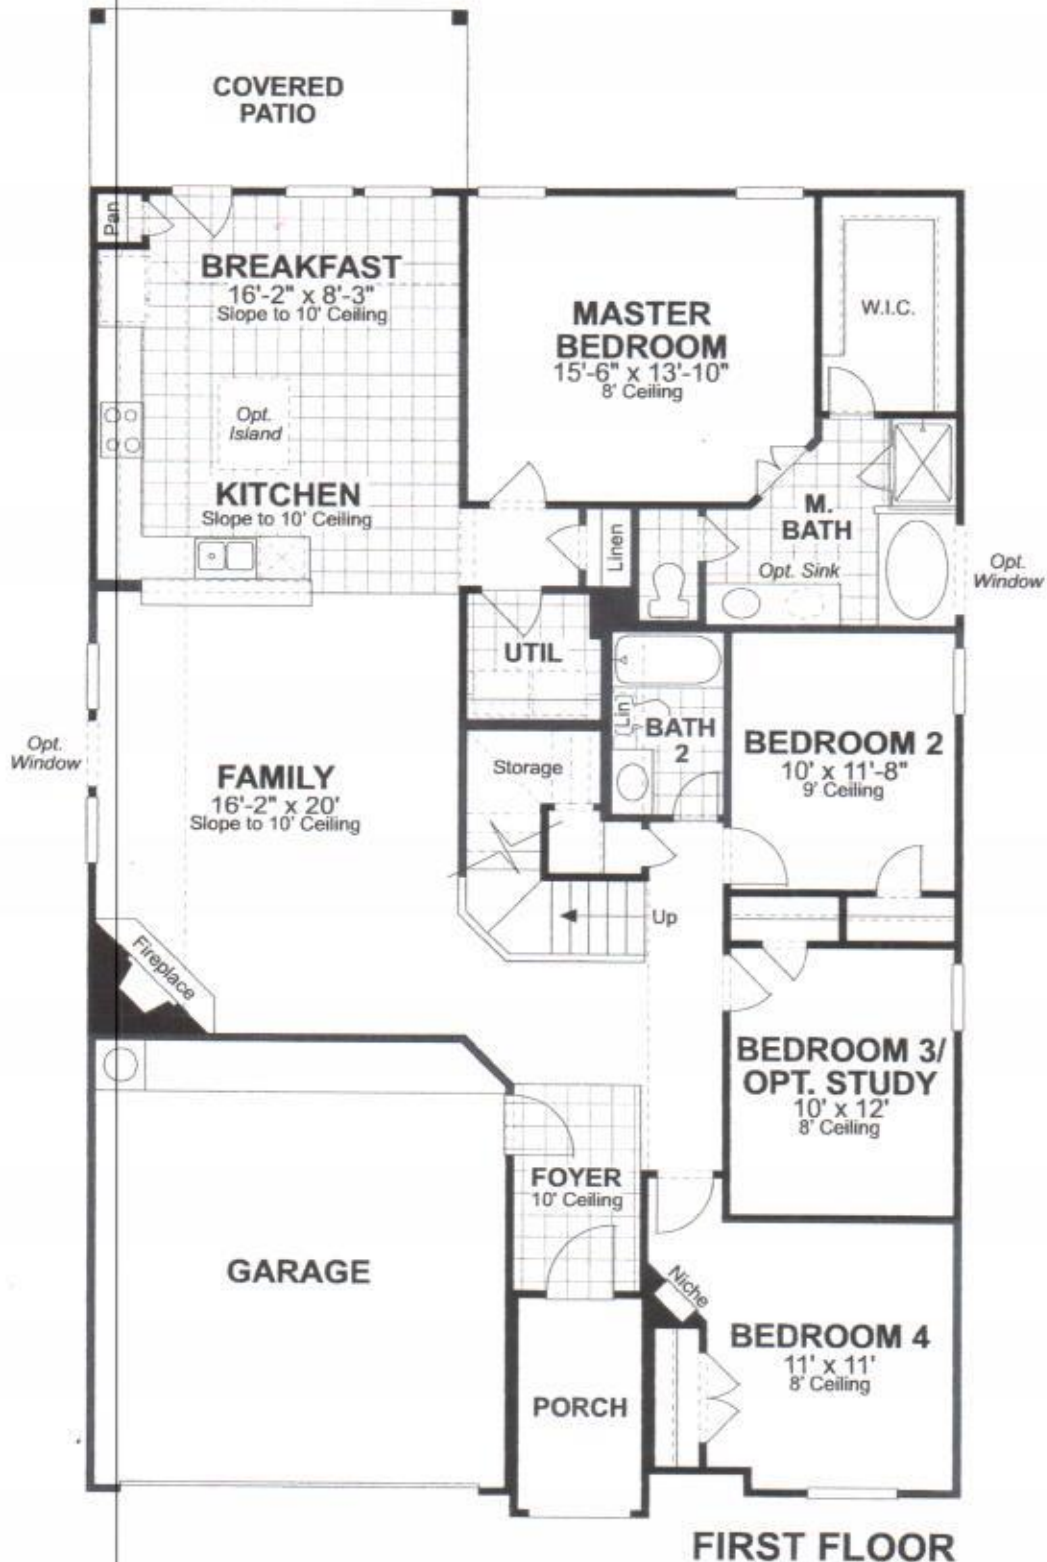 COVERED
PATIO
Pan
BREAKFAST
16'-2" x 8'-3"
Slope to 10' Ceiling
MASTER
BEDROOM
15'-6" x 13'-10"
8' Ceiling
W.I.C.
Opt.
Island
KITCHEN
Slope to 10' Ceiling
M.
BATH
Linen
Opt. Sink
Opt.
Window
UTIL
Lin
BATH
2
BEDROOM 2
10' x 11'-8"
9' Ceiling
Opt.
Window
FAMILY
16'-2" x 20'
Slope to 10' Ceiling
Storage
Up
Fireplace
BEDROOM 3/
OPT. STUDY
10' x 12'
8' Ceiling
FOYER
10' Ceiling
GARAGE
Niche
BEDROOM 4
11' x 11'
8' Ceiling
PORCH
FIRST FLOOR